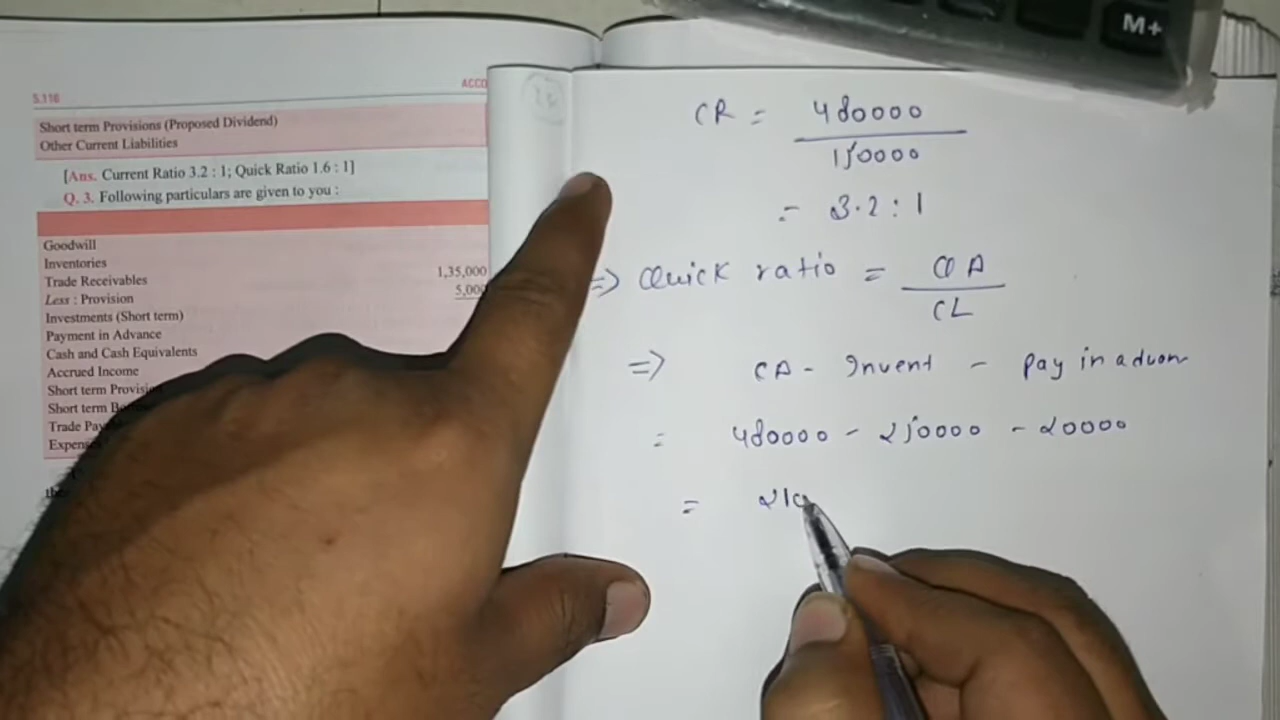 M+
5.116
ACCO
Short term Provisions (Proposed Dividend)
Other Current Liabilities
[Ans. Current Ratio 3.2 : 1; Quick Ratio 1.6 : 1]
Q. 3. Following particulars are given to you :
Goodwill
Inventories
Trade Receivables 1,35,000
Less : Provision 5,000
Investments (Short term)
Payment in Advance
Cash and Cash Equivalents
Accrued Income
Short term Provisi
Short term Bo
Trade Pay
Expens
CR = 480000
150000
= 3.2 : 1
=> Quick ratio = QA
CL
=> CA - Invent - Pay in advan
= 480000 - 250000 - 20000
= 210